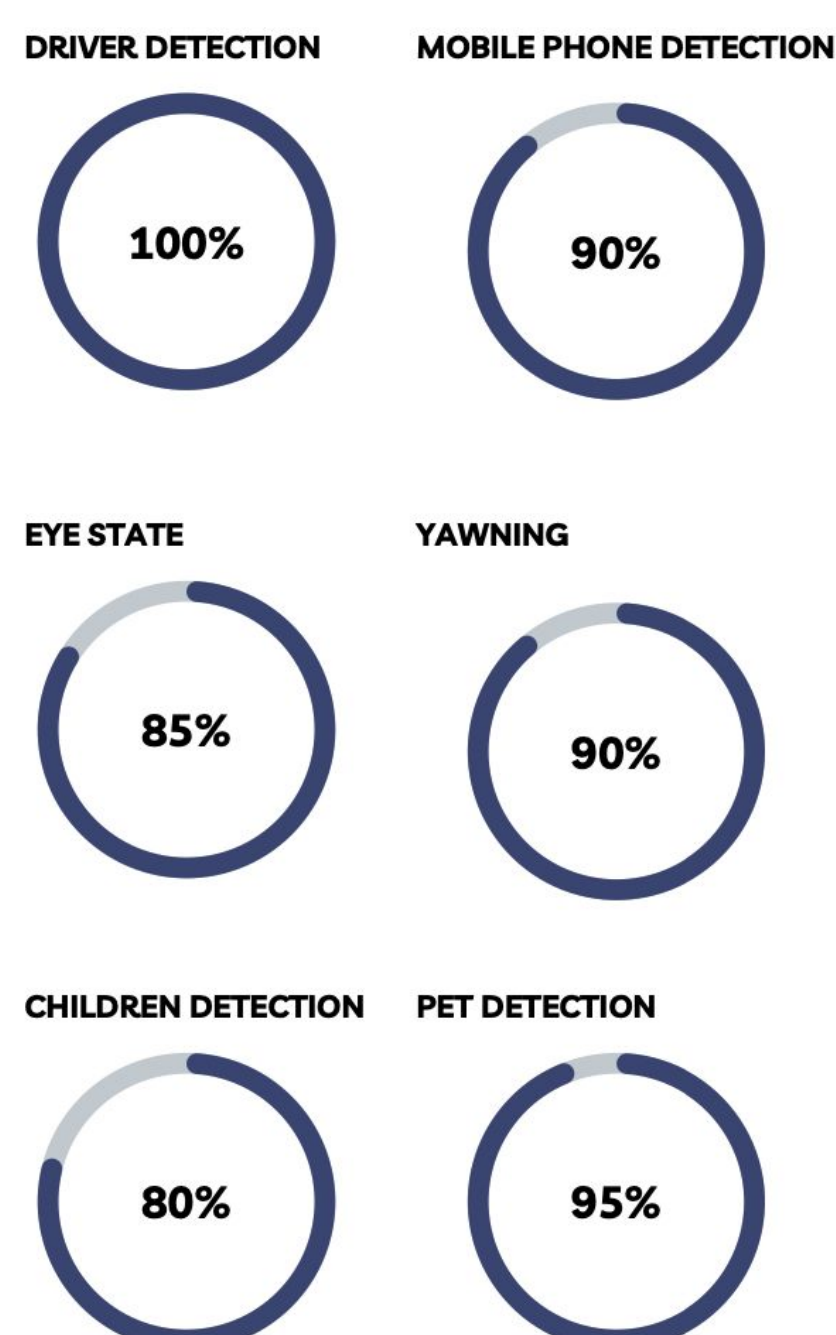 DRIVER DETECTION
MOBILE PHONE DETECTION
100%
90%
EYE STATE
YAWNING
85%
90%
CHILDREN DETECTION
PET DETECTION
80%
95%